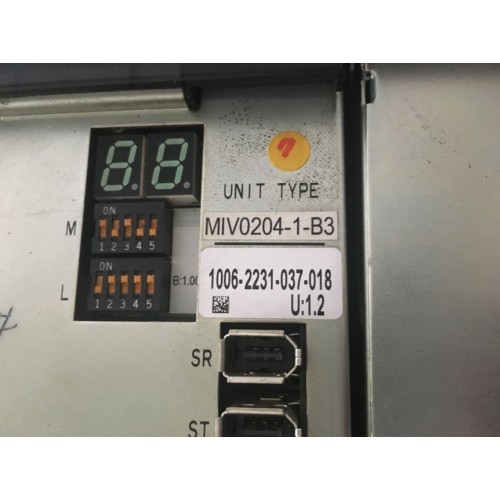 UNIT TYPE
MIV0204-1-B3
1006-2231-037-018
U:1.2
M
ON
1 2 3 4 5
L
ON
1 2 3 4 5
B:1.00
SR
ST